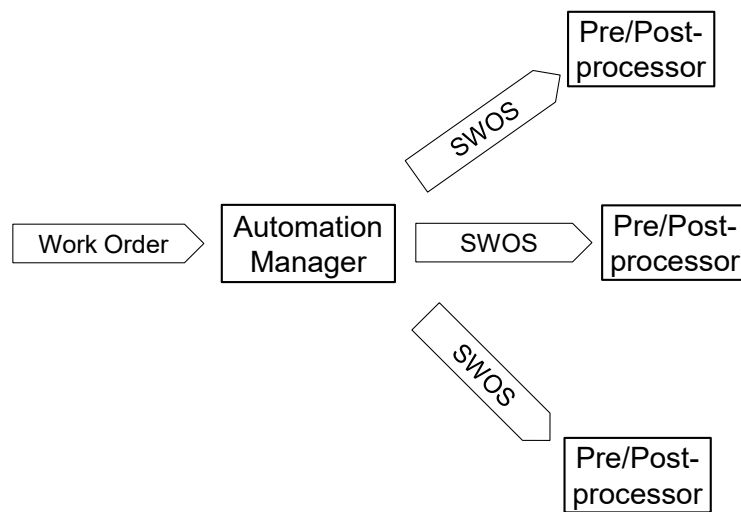 Pre/Post-
processor
SWOS
Work Order
Automation
Manager
SWOS
Pre/Post-
processor
SWOS
Pre/Post-
processor